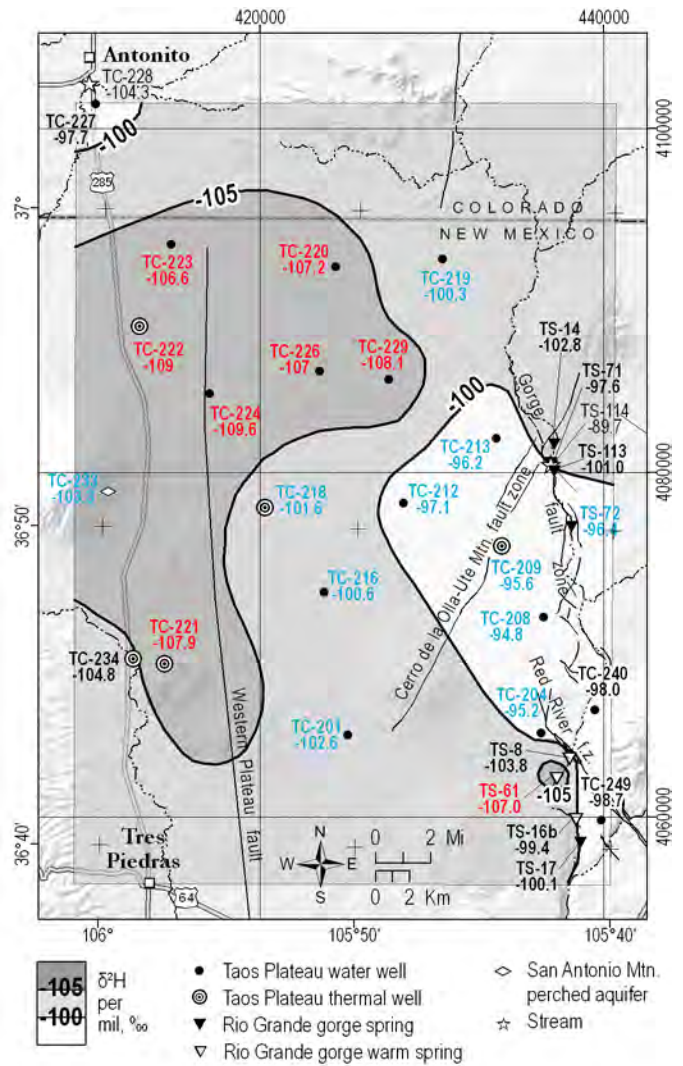 420000
440000
Antonito
TC-228
-104.3
TC-227
-97.7
-100
4100000
285
-105
37°
COLORADO
NEW MEXICO
TC-223
-106.6
TC-220
-107.2
TC-219
-100.3
TC-222
-109
TC-226
-107
TC-229
-108.1
TC-224
-109.6
TS-14
-102.8
TS-71
-97.6
TS-114
-89.7
TS-113
-101.0
Gorge
fault
zone
-100
TC-213
-96.2
4080000
TC-233
TC-218
-101.6
TC-212
-97.1
TS-72
36°50'
TC-209
-95.6
TC-216
-100.6
TC-208
-94.8
Cerro de la Olla-Ute Mtn. fault zone
TC-221
-107.9
TC-234
-104.8
TC-240
-98.0
Red River f.z.
TC-204
-95.2
TC-201
-102.6
Western Plateau fault
TS-8
-103.8
TS-61
-107.0
-105
TC-249
-98.7
4060000
TS-16b
-99.4
TS-17
-100.1
36°40'
Tres
Piedras
64
N
W E
S
0 2 Mi
0 2 Km
106°
105°50'
105°40'
-105
-100
δ²H
per
mil, ‰
Taos Plateau water well
Taos Plateau thermal well
Rio Grande gorge spring
Rio Grande gorge warm spring
San Antonio Mtn.
perched aquifer
Stream